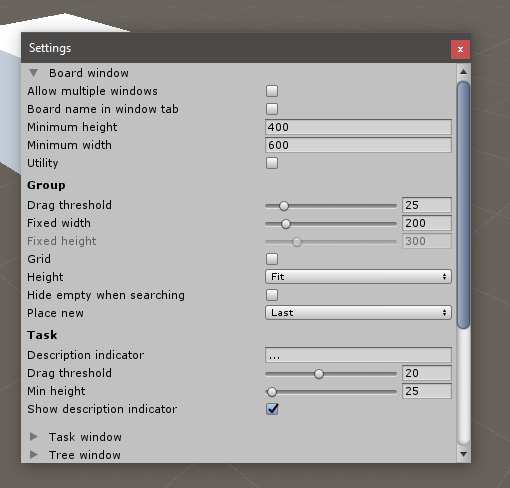 Settings
x
Board window
Allow multiple windows
Board name in window tab
Minimum height 400
Minimum width 600
Utility
Group
Drag threshold 25
Fixed width 200
Fixed height 300
Grid
Height Fit
Hide empty when searching
Place new Last
Task
Description indicator ...
Drag threshold 20
Min height 25
Show description indicator
Task window
Tree window